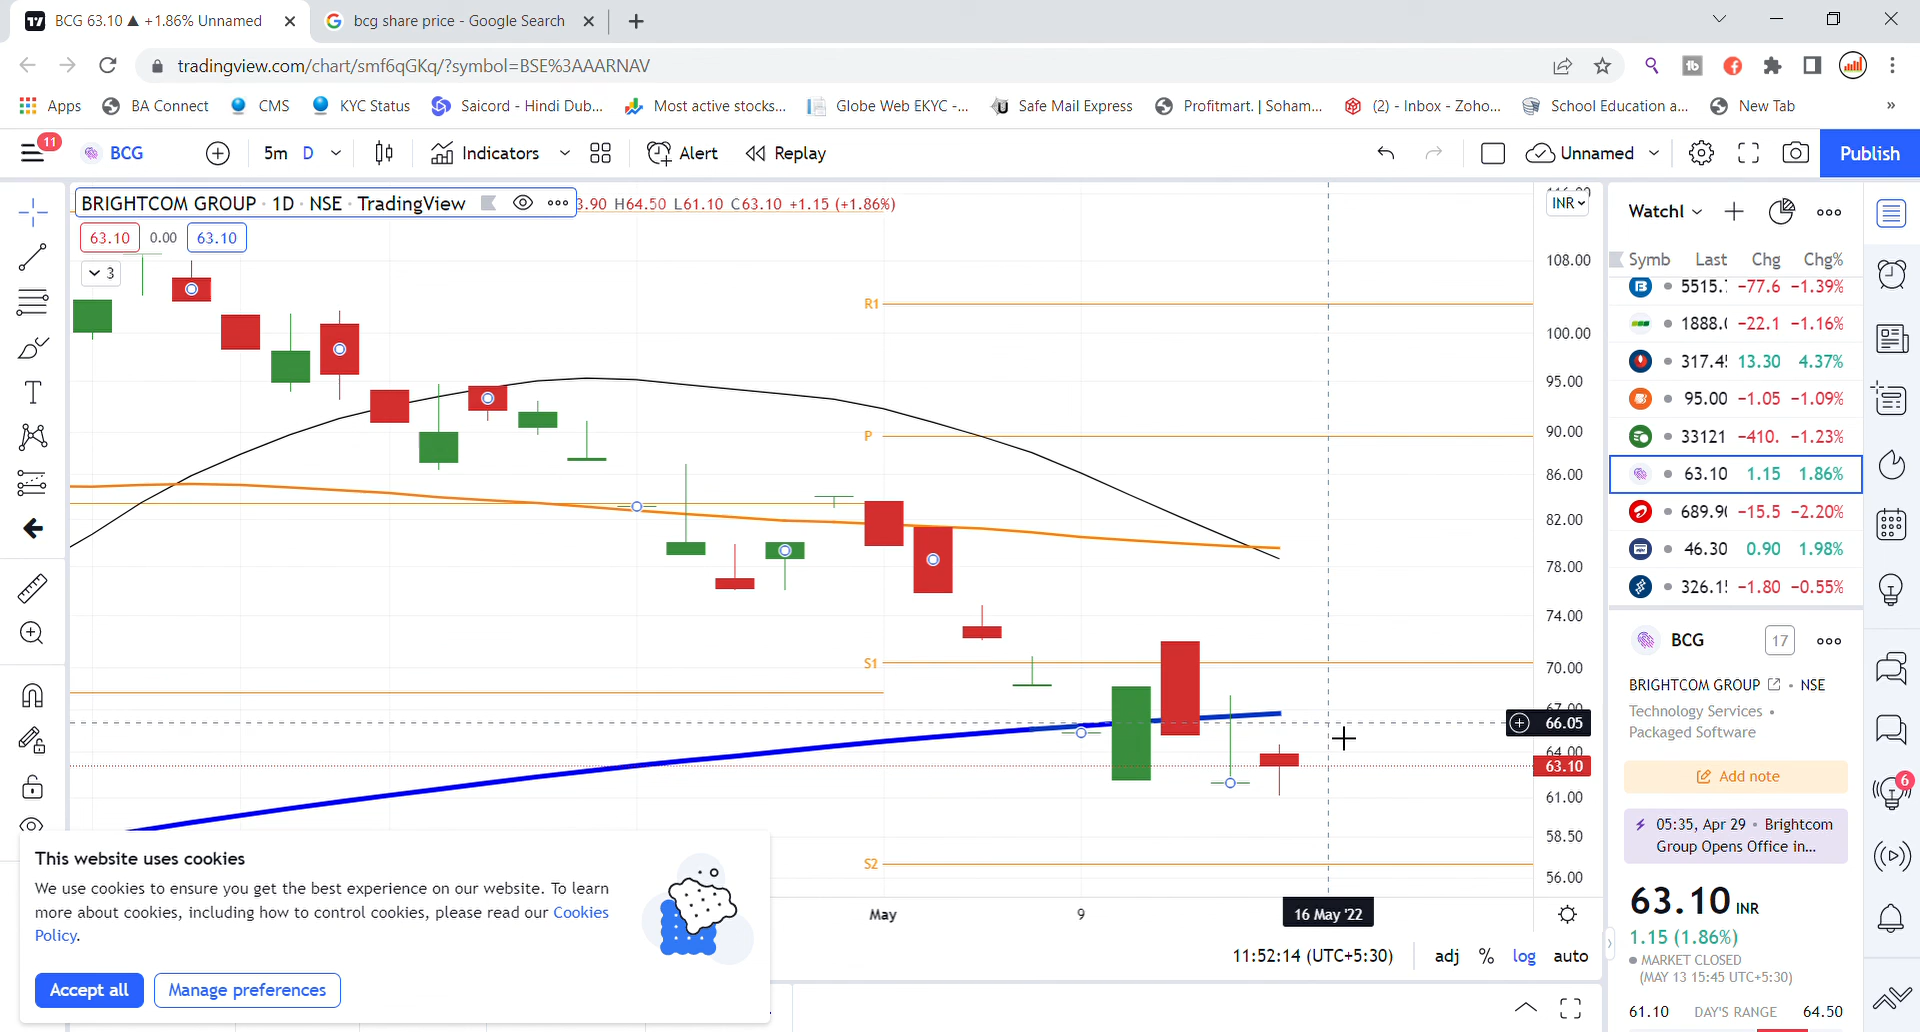 BCG 63.10 ▲ +1.86% Unnamed
bcg share price - Google Search
tradingview.com/chart/smf6qGKq/?symbol=BSE%3AAARNAV
Apps
BA Connect
CMS
KYC Status
Saicord - Hindi Dub...
Most active stocks...
Globe Web EKYC -...
Safe Mail Express
Profitmart. | Soham...
(2) - Inbox - Zoho...
School Education a...
New Tab
»
11
BCG
5m D
Indicators
Alert
Replay
Unnamed
Publish
BRIGHTCOM GROUP · 1D · NSE · TradingView
3.90 H64.50 L61.10 C63.10 +1.15 (+1.86%)
63.10 0.00 63.10
3
INR
108.00
100.00
95.00
90.00
86.00
82.00
78.00
74.00
70.00
66.05
64.00
63.10
61.00
58.50
56.00
R1
P
S1
S2
May
9
16 May '22
11:52:14 (UTC+5:30)
adj % log auto
Watchl
Symb Last Chg Chg%
5515. −77.6 −1.39%
1888. −22.1 −1.16%
317.4 13.30 4.37%
95.00 −1.05 −1.09%
33121 −410. −1.23%
63.10 1.15 1.86%
689.9 −15.5 −2.20%
46.30 0.90 1.98%
326.1 −1.80 −0.55%
BCG
17
BRIGHTCOM GROUP • NSE
Technology Services •
Packaged Software
Add note
05:35, Apr 29 • Brightcom
Group Opens Office in...
63.10 INR
1.15 (1.86%)
MARKET CLOSED
(MAY 13 15:45 UTC+5:30)
61.10 DAY'S RANGE 64.50
6
This website uses cookies
We use cookies to ensure you get the best experience on our website. To learn
more about cookies, including how to control cookies, please read our Cookies
Policy.
Accept all
Manage preferences